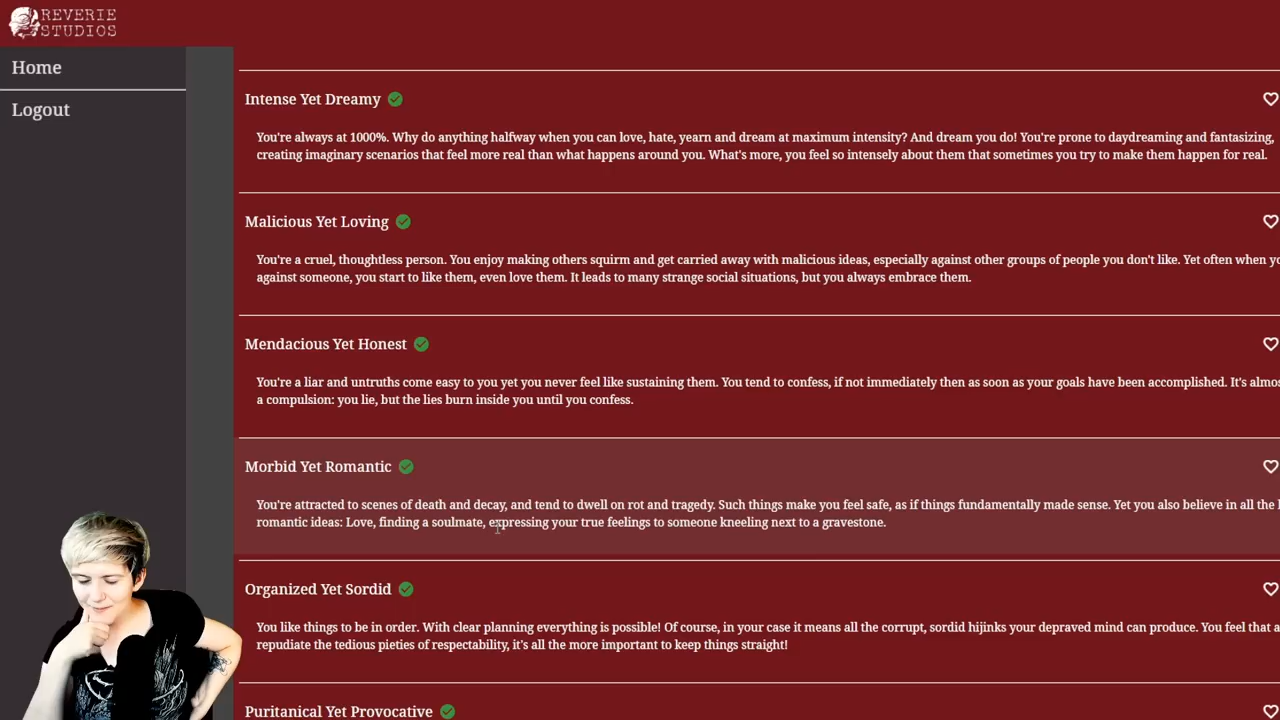 REVERIE
STUDIOS
Home
Logout
Intense Yet Dreamy
You're always at 1000%. Why do anything halfway when you can love, hate, yearn and dream at maximum intensity? And dream you do! You're prone to daydreaming and fantasizing,
creating imaginary scenarios that feel more real than what happens around you. What's more, you feel so intensely about them that sometimes you try to make them happen for real.
Malicious Yet Loving
You're a cruel, thoughtless person. You enjoy making others squirm and get carried away with malicious ideas, especially against other groups of people you don't like. Yet often when
against someone, you start to like them, even love them. It leads to many strange social situations, but you always embrace them.
Mendacious Yet Honest
You're a liar and untruths come easy to you yet you never feel like sustaining them. You tend to confess, if not immediately then as soon as your goals have been accomplished. It's
a compulsion: you lie, but the lies burn inside you until you confess.
Morbid Yet Romantic
You're attracted to scenes of death and decay, and tend to dwell on rot and tragedy. Such things make you feel safe, as if things fundamentally made sense. Yet you also believe in all the
romantic ideas: Love, finding a soulmate, expressing your true feelings to someone kneeling next to a gravestone.
Organized Yet Sordid
You like things to be in order. With clear planning everything is possible! Of course, in your case it means all the corrupt, sordid hijinks your depraved mind can produce. You feel that
repudiate the tedious pieties of respectability, it's all the more important to keep things straight!
Puritanical Yet Provocative